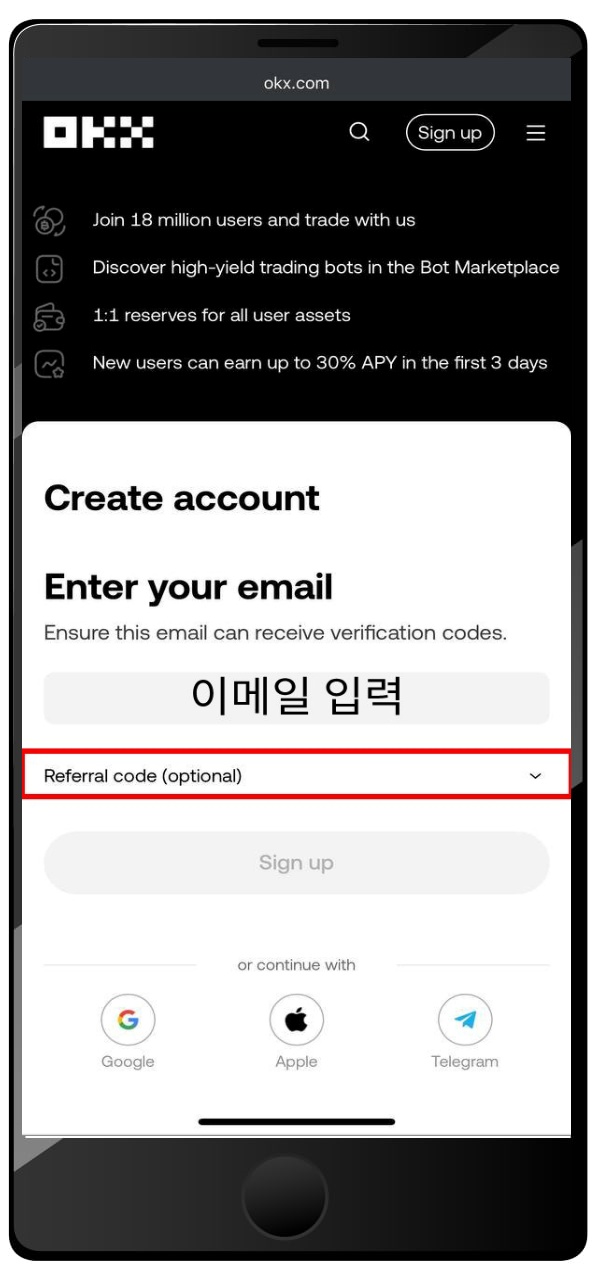 okx.com
OKX
Sign up
Join 18 million users and trade with us
Discover high-yield trading bots in the Bot Marketplace
1:1 reserves for all user assets
New users can earn up to 30% APY in the first 3 days
Create account
Enter your email
Ensure this email can receive verification codes.
이메일 입력
Referral code (optional)
Sign up
or continue with
Google Apple Telegram